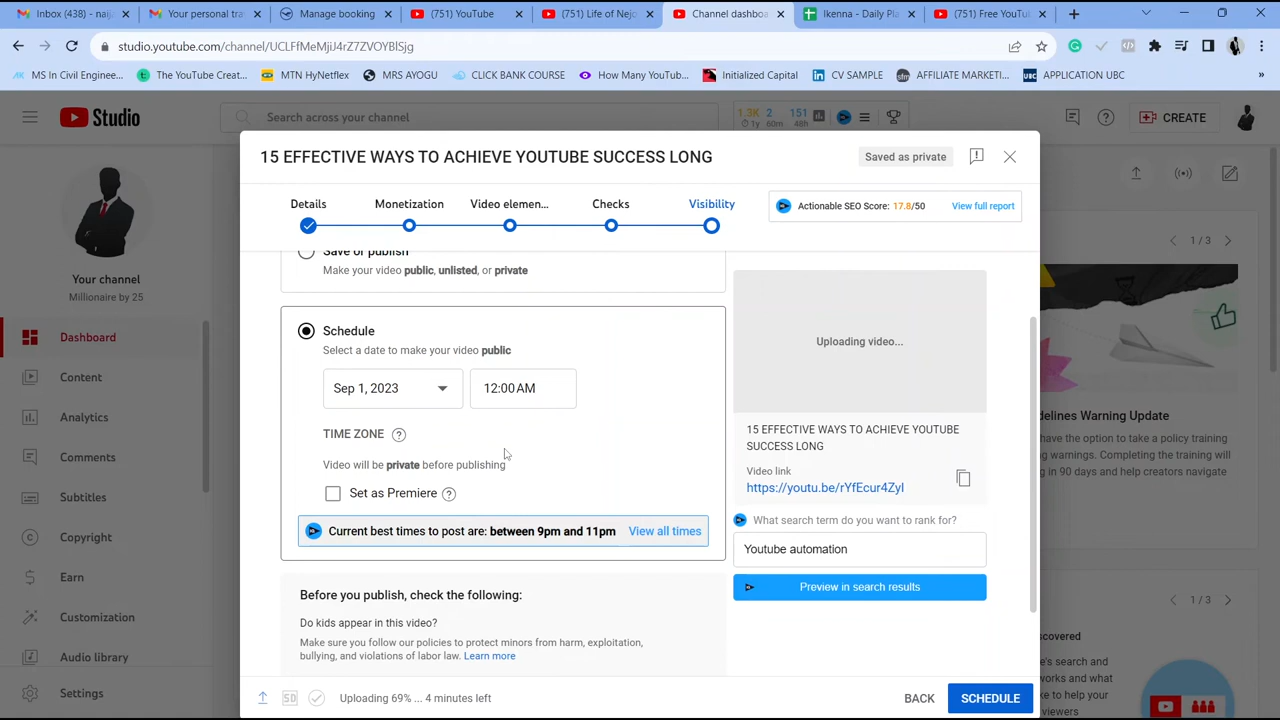 Inbox (438) - naija
Your personal tra
Manage booking
(751) YouTube
(751) Life of Nejo
Channel dashboa
Ikenna - Daily Pla
(751) Free YouTu
studio.youtube.com/channel/UCLFfMeMjiJ4rZ7ZVOYBlSjg
MS In Civil Enginee...
The YouTube Creat...
MTN HyNetflex
MRS AYOGU
CLICK BANK COURSE
How Many YouTub...
Initialized Capital
CV SAMPLE
AFFILIATE MARKETI...
APPLICATION UBC
»
Studio
Search across your channel
1.3K 2 151
1y 60m 48h
CREATE
15 EFFECTIVE WAYS TO ACHIEVE YOUTUBE SUCCESS LONG
Saved as private
Details
Monetization
Video elemen...
Checks
Visibility
Actionable SEO Score: 17.8/50
View full report
Your channel
Millionaire by 25
Dashboard
Content
Analytics
Comments
Subtitles
Copyright
Earn
Customization
Audio library
Settings
Save or publish
Make your video public, unlisted, or private
Schedule
Select a date to make your video public
Sep 1, 2023
12:00 AM
TIME ZONE
Video will be private before publishing
Set as Premiere
Current best times to post are: between 9pm and 11pm
View all times
Before you publish, check the following:
Do kids appear in this video?
Make sure you follow our policies to protect minors from harm, exploitation,
bullying, and violations of labor law. Learn more
Uploading video...
15 EFFECTIVE WAYS TO ACHIEVE YOUTUBE
SUCCESS LONG
Video link
https://youtu.be/rYfEcur4ZyI
What search term do you want to rank for?
Youtube automation
Preview in search results
Uploading 69% ... 4 minutes left
BACK
SCHEDULE
1 / 3
delines Warning Update
have the option to take a policy training
warnings. Completing the training will
in 90 days and help creators navigate
1 / 3
scovered
e's search and
works and what
ke to help your
viewers